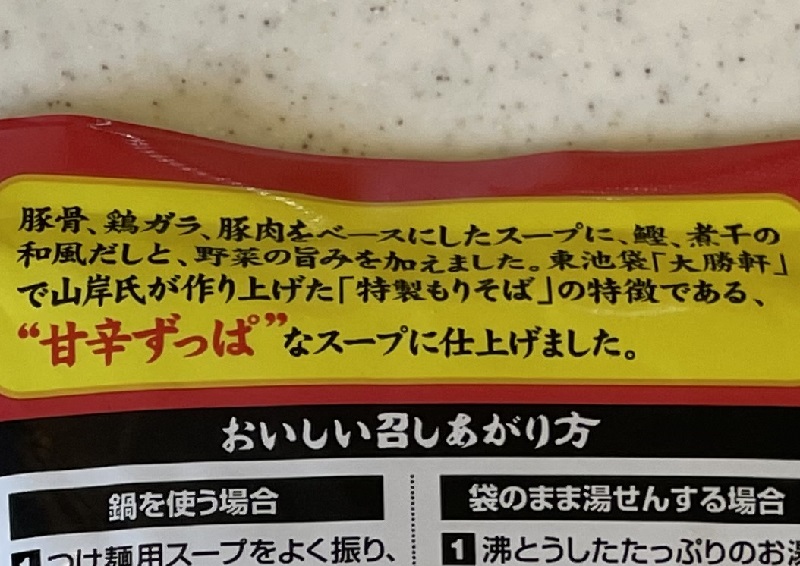 豚骨、鶏ガラ、豚肉をベースにしたスープに、鰹、煮干の
和風だしと、野菜の旨みを加えました。東池袋「大勝軒」
で山岸氏が作り上げた「特製もりそば」の特徴である、
“甘辛ずっぱ”なスープに仕上げました。
おいしい召しあがり方
鍋を使う場合
袋のまま湯せんする場合
1 つけ麺用スープをよく振り、
1 沸とうしたたっぷりのお湯